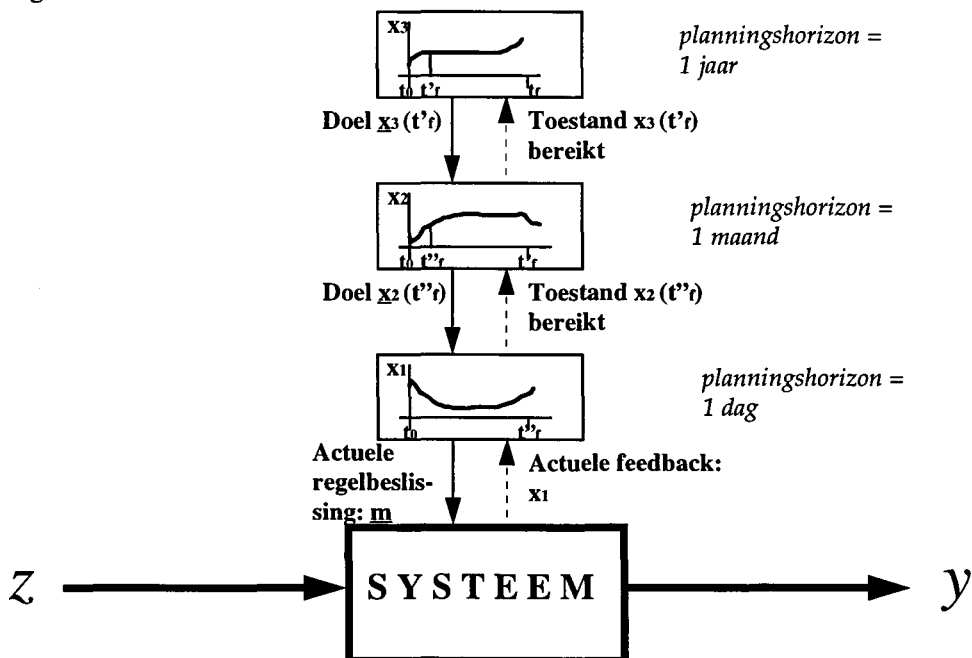 x3
t0 t'f tf
planningshorizon =
1 jaar
Doel x3 (t'f)
Toestand x3 (t'f)
bereikt
x2
t0 t''f t'f
planningshorizon =
1 maand
Doel x2 (t''f)
Toestand x2 (t''f)
bereikt
x1
t0 t''f
planningshorizon =
1 dag
Actuele
regelbeslis-
sing: m
Actuele feedback:
x1
z
SYSTEEM
y